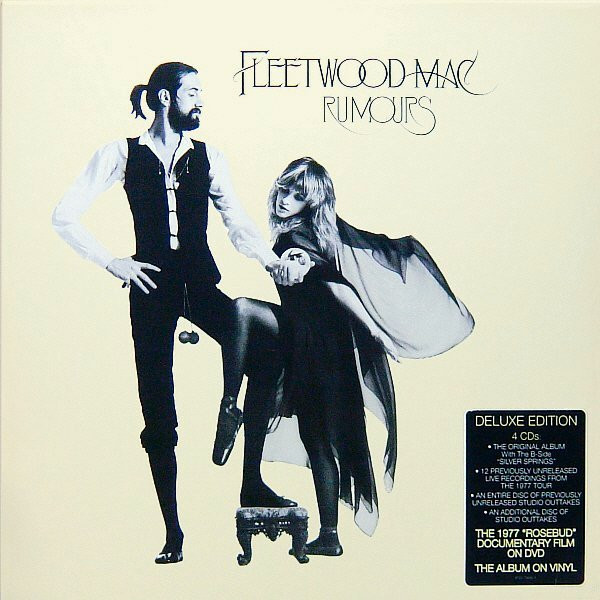 FLEETWOOD MAC
RUMOURS
DELUXE EDITION
4 CDs:
• THE ORIGINAL ALBUM
With The B-Side
"SILVER SPRINGS"
• 12 PREVIOUSLY UNRELEASED
LIVE RECORDINGS FROM
THE 1977 TOUR
• AN ENTIRE DISC OF PREVIOUSLY
UNRELEASED STUDIO OUTTAKES
• AN ADDITIONAL DISC OF
STUDIO OUTTAKES
THE 1977 "ROSEBUD"
DOCUMENTARY FILM
ON DVD
THE ALBUM ON VINYL